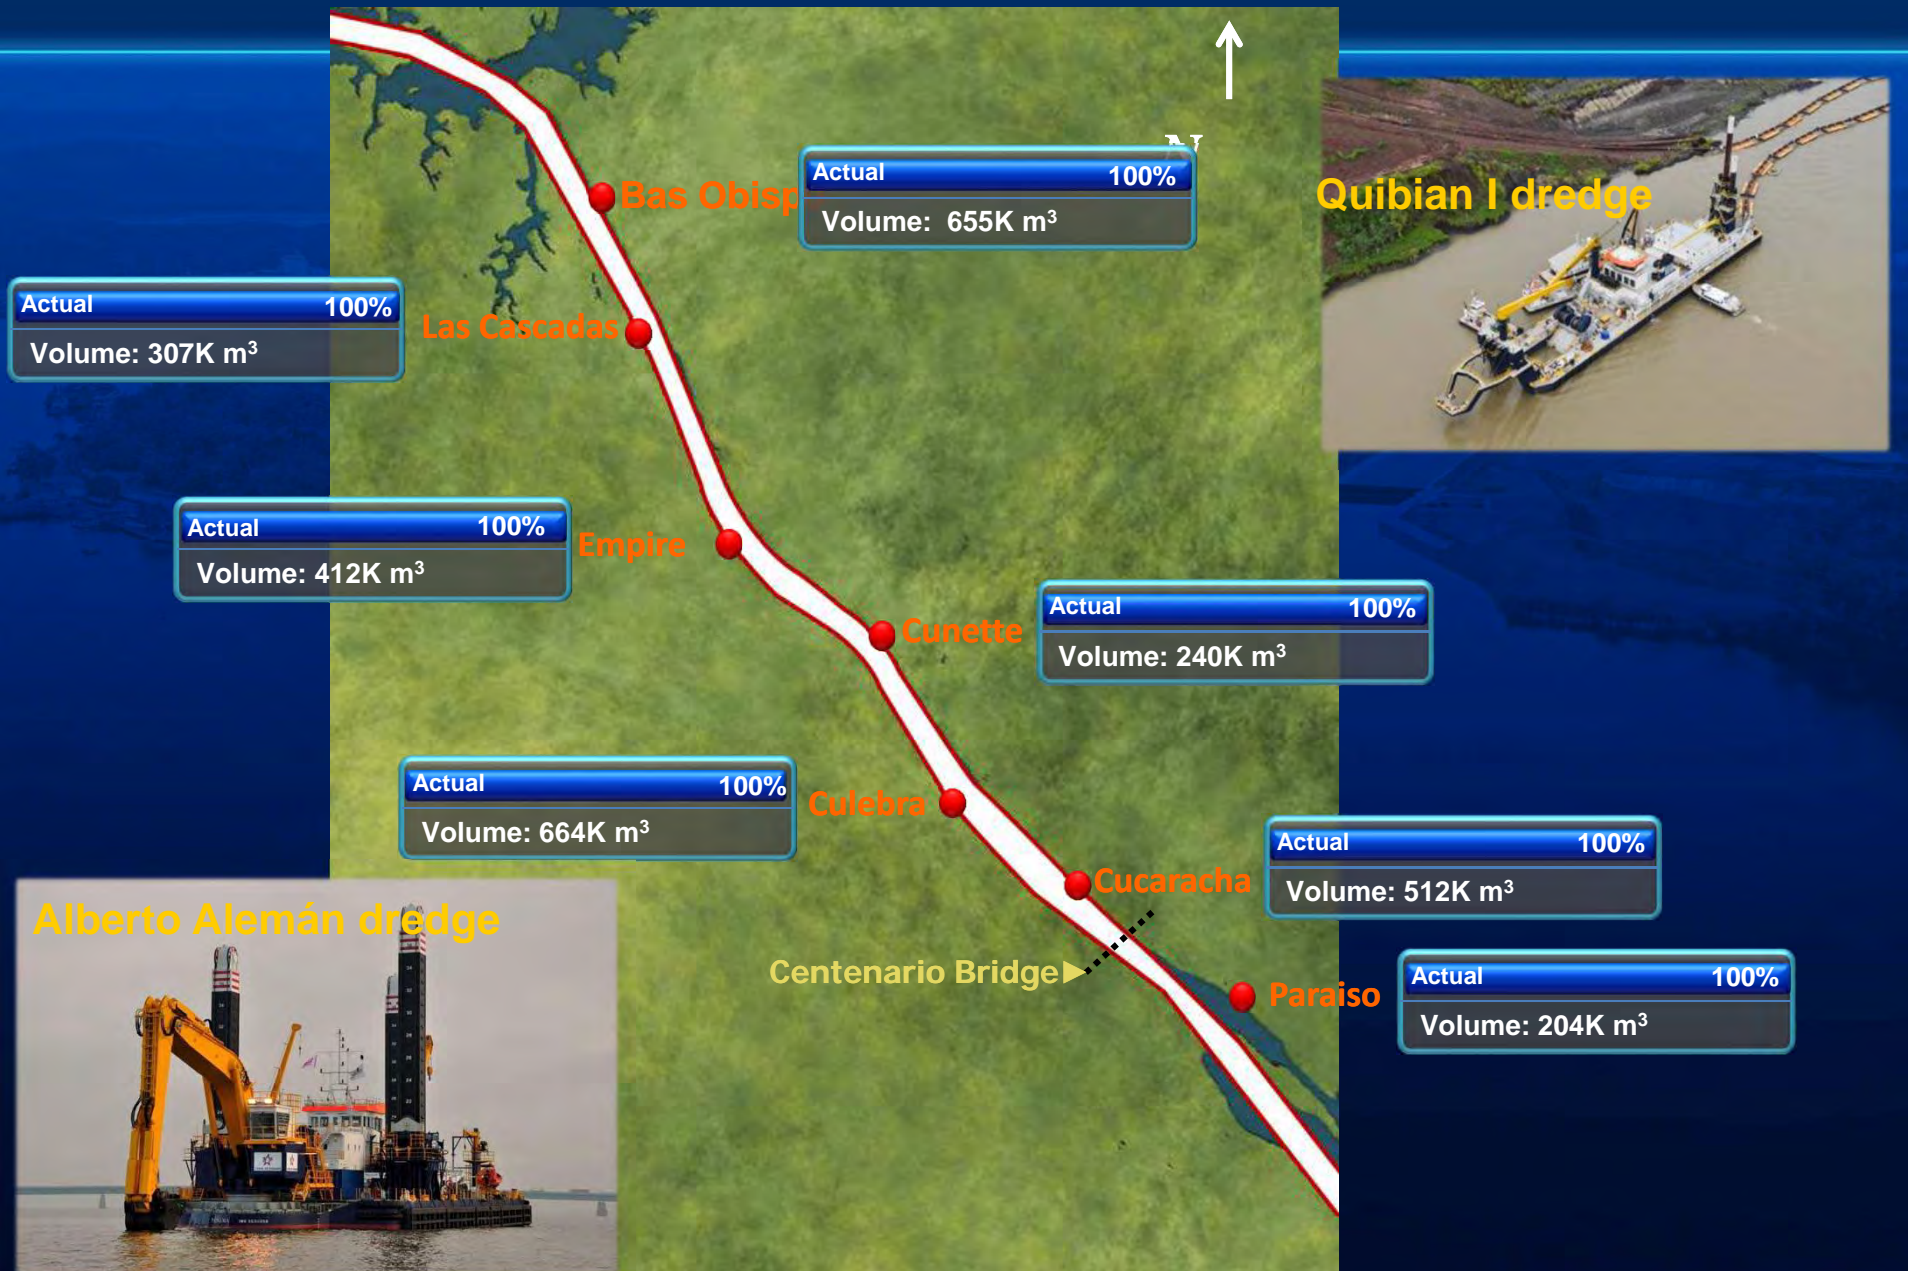 N
Bas Obisp
Actual 100%
Volume: 655K m³
Quibian I dredge
Actual 100%
Volume: 307K m³
Las Cascadas
Actual 100%
Volume: 412K m³
Empire
Cunette
Actual 100%
Volume: 240K m³
Actual 100%
Volume: 664K m³
Culebra
Cucaracha
Actual 100%
Volume: 512K m³
Alberto Alemán dredge
Centenario Bridge►
Paraiso
Actual 100%
Volume: 204K m³